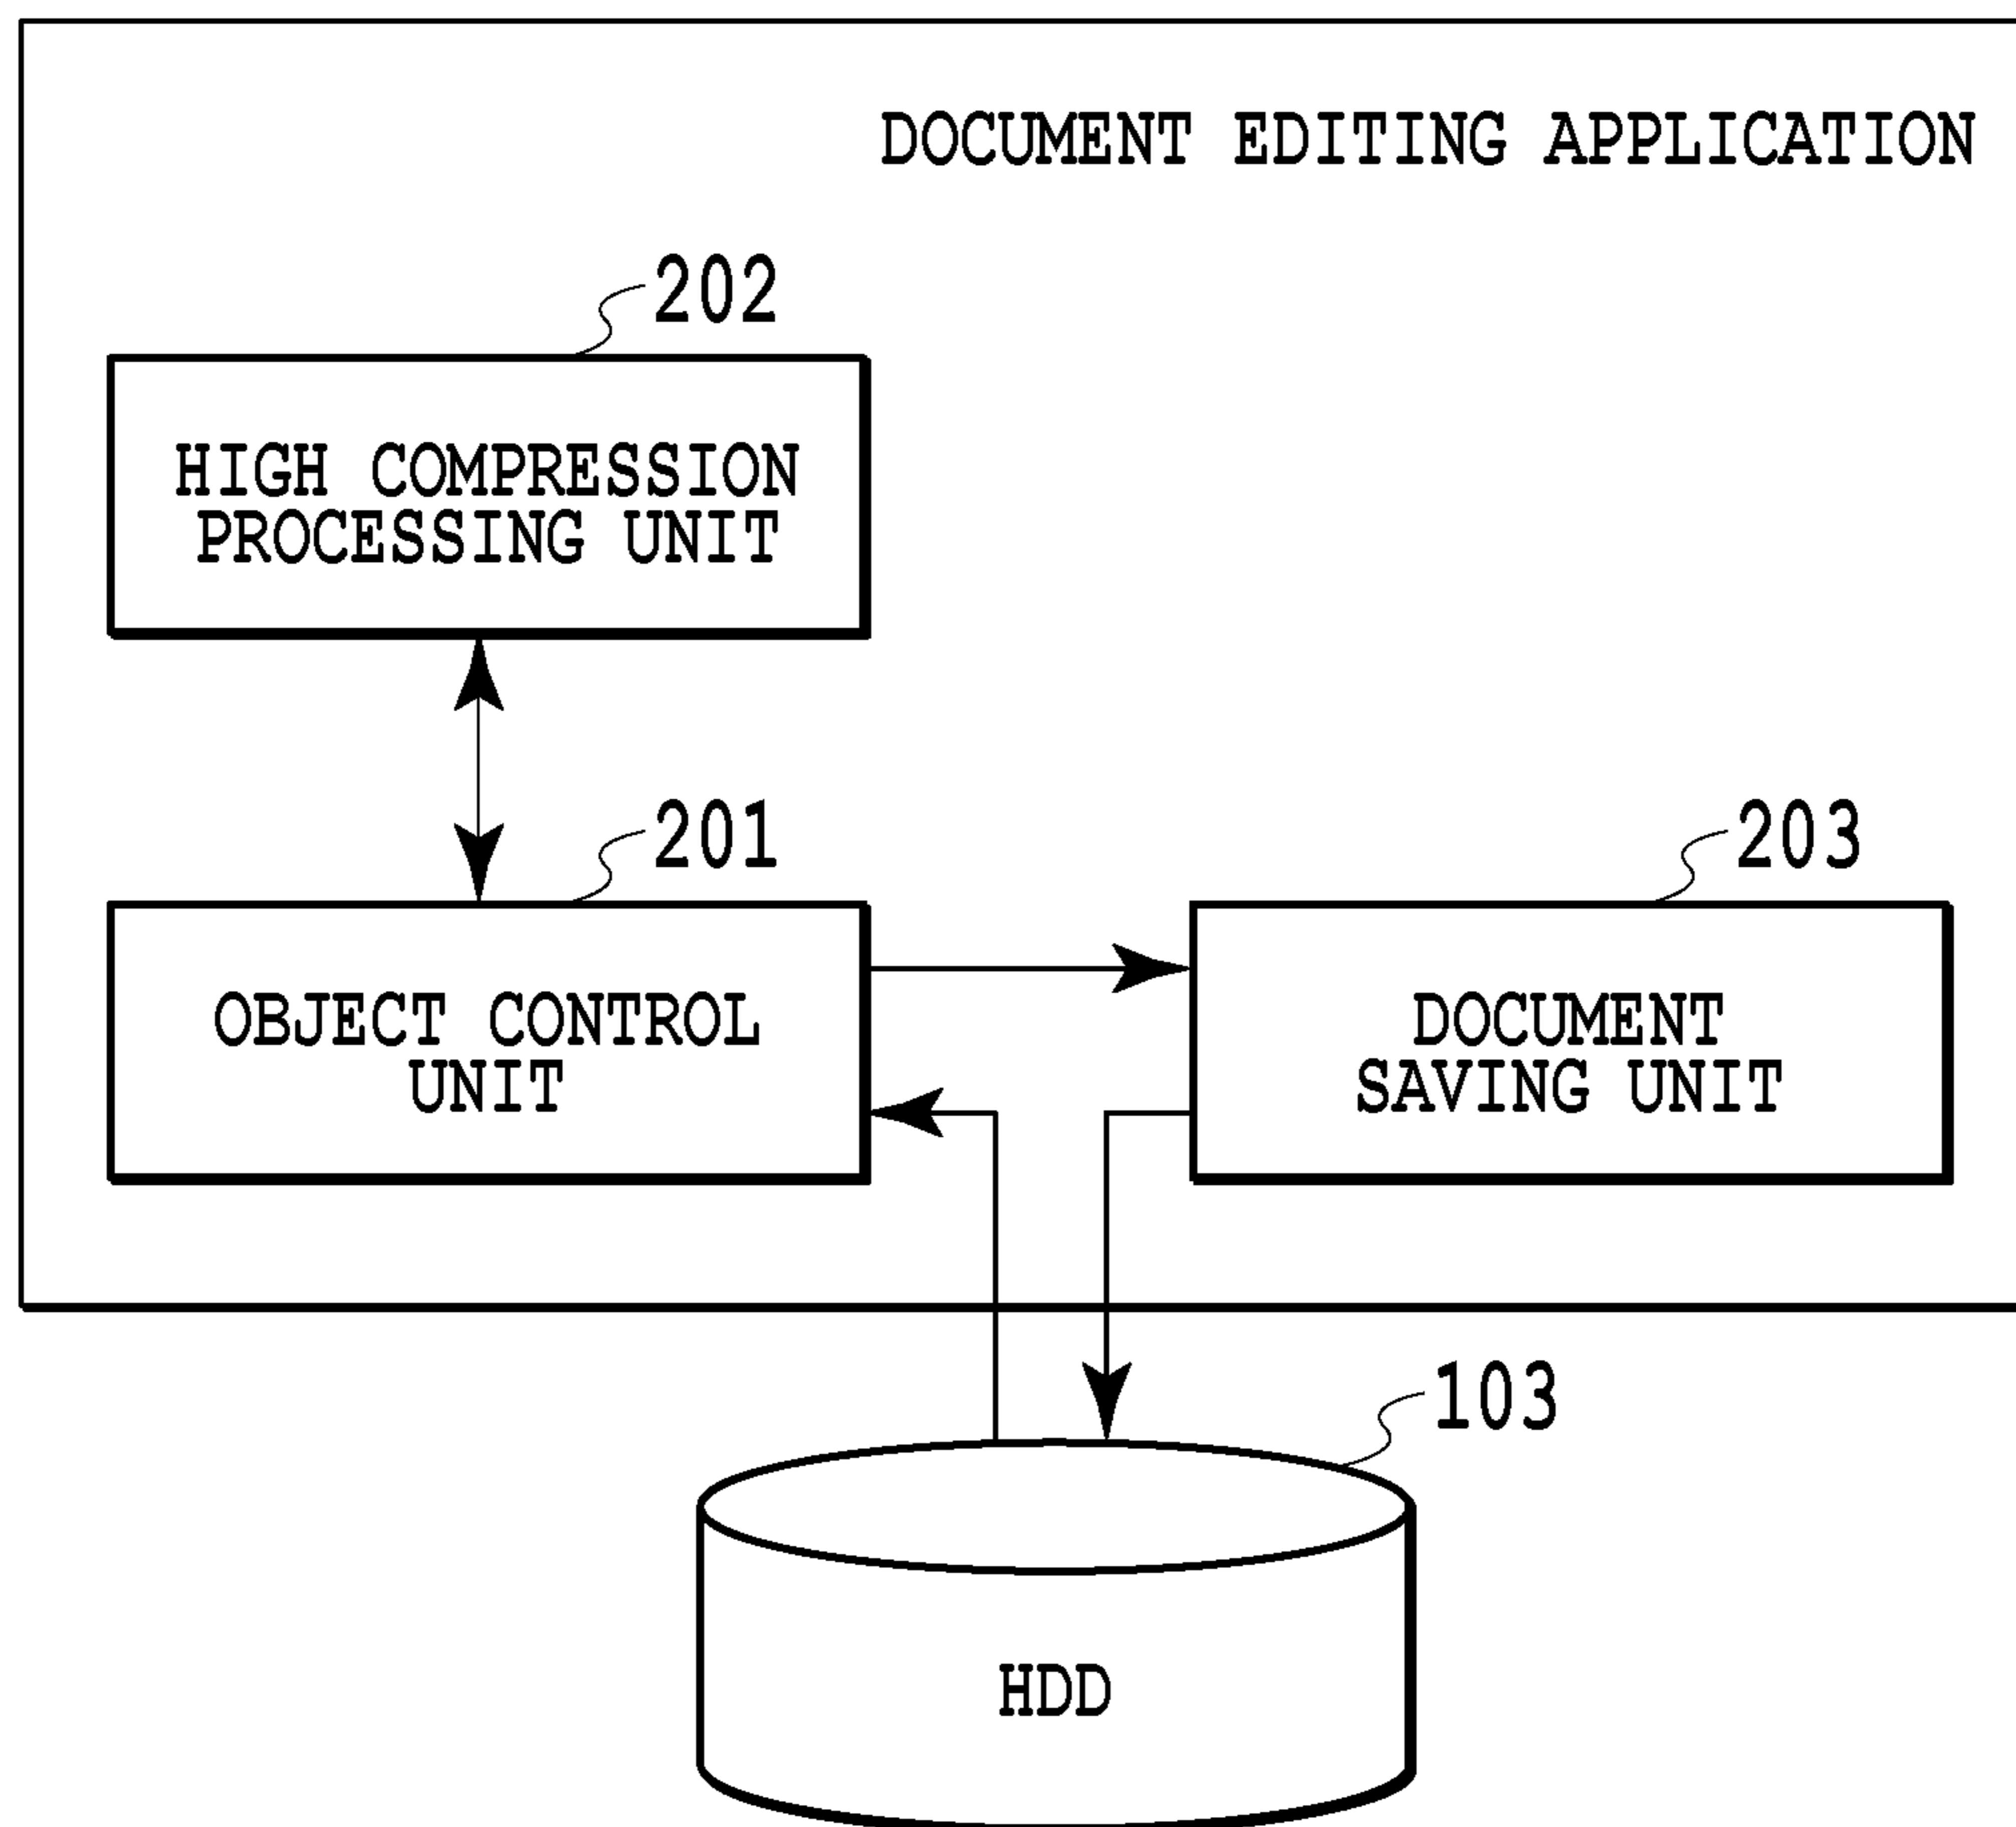 DOCUMENT EDITING APPLICATION
202
HIGH COMPRESSION
PROCESSING UNIT
201
203
OBJECT CONTROL
UNIT
DOCUMENT
SAVING UNIT
103
HDD